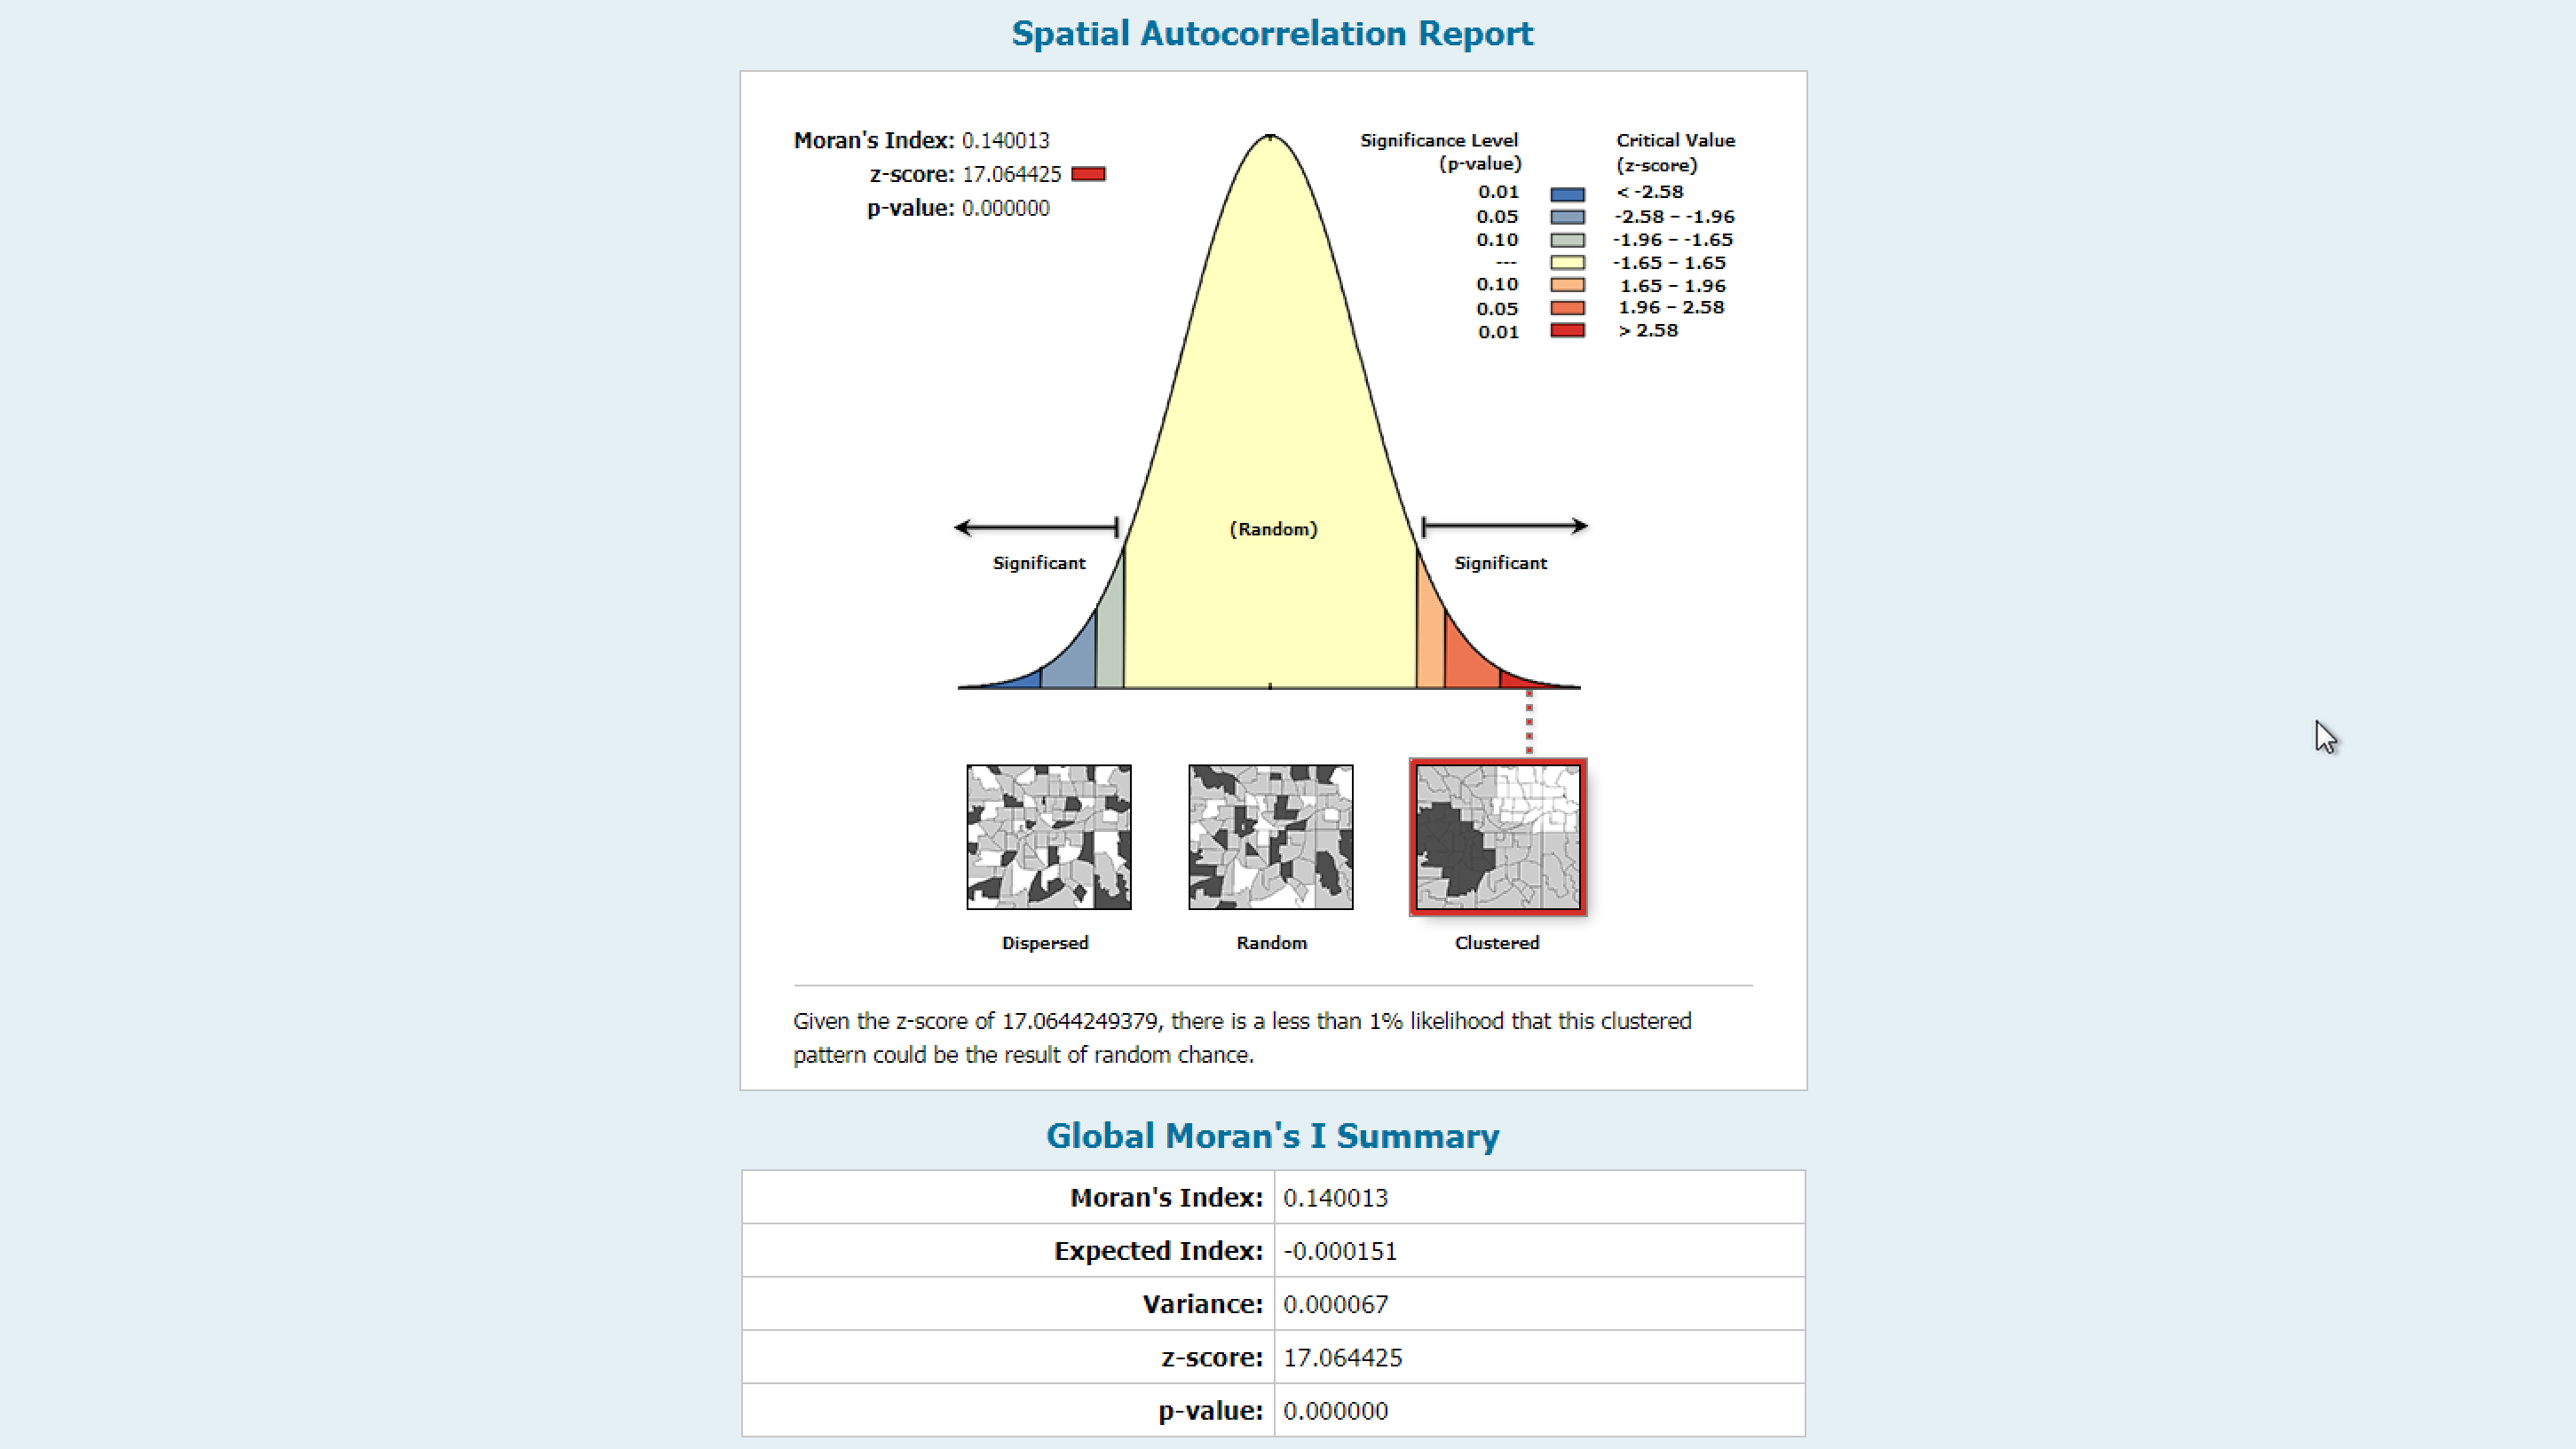 Spatial Autocorrelation Report
Moran's Index: 0.140013
z-score: 17.064425
p-value: 0.000000
Significance Level (p-value) Critical Value (z-score)
0.01 < -2.58
0.05 -2.58 – -1.96
0.10 -1.96 – -1.65
--- -1.65 – 1.65
0.10 1.65 – 1.96
0.05 1.96 – 2.58
0.01 > 2.58
(Random)
Significant Significant
Dispersed Random Clustered
Given the z-score of 17.0644249379, there is a less than 1% likelihood that this clustered
pattern could be the result of random chance.
Global Moran's I Summary
Moran's Index: 0.140013
Expected Index: -0.000151
Variance: 0.000067
z-score: 17.064425
p-value: 0.000000